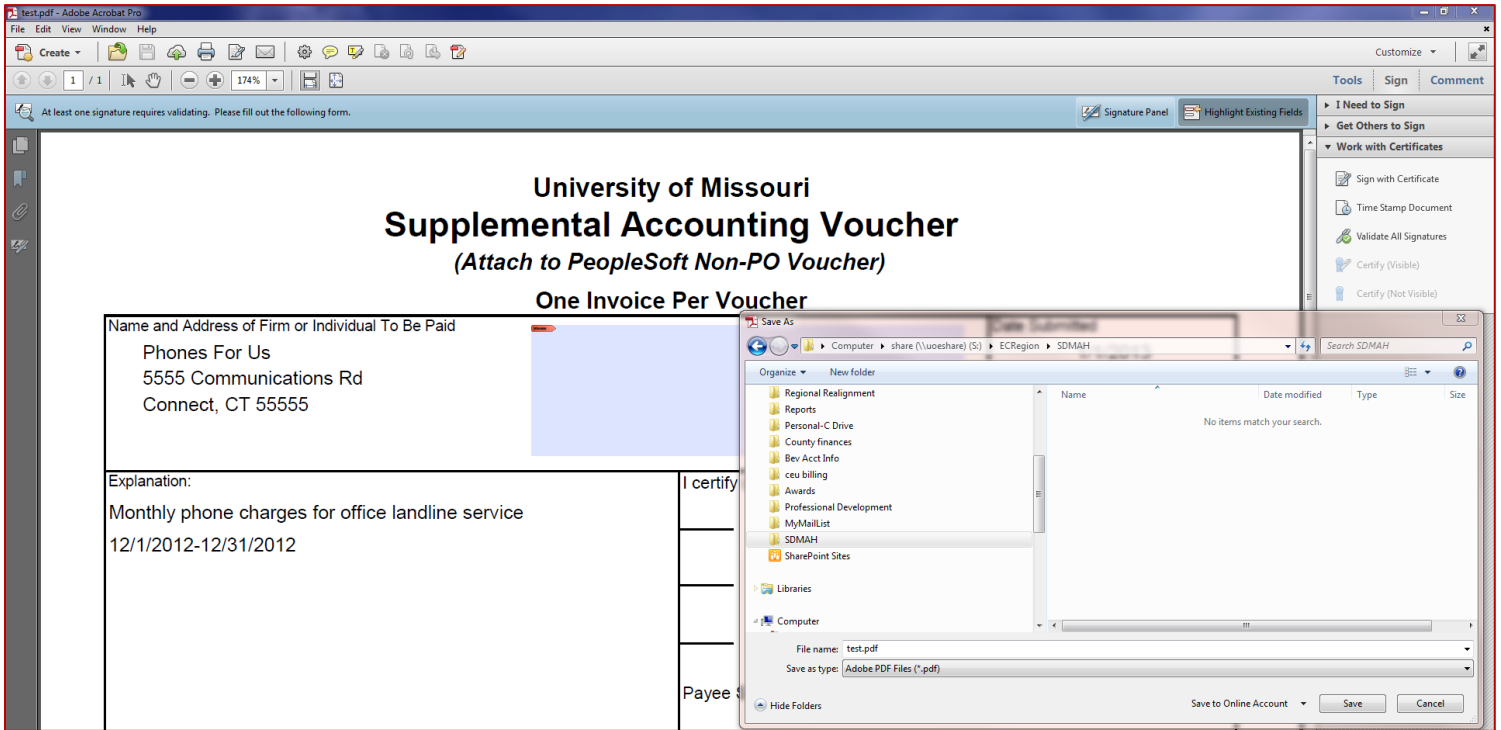 test.pdf - Adobe Acrobat Pro
File Edit View Window Help
Create
Customize
1 / 1
174%
Tools Sign Comment
At least one signature requires validating. Please fill out the following form.
Signature Panel
Highlight Existing Fields
I Need to Sign
Get Others to Sign
Work with Certificates
Sign with Certificate
Time Stamp Document
Validate All Signatures
Certify (Visible)
Certify (Not Visible)
University of Missouri
Supplemental Accounting Voucher
(Attach to PeopleSoft Non-PO Voucher)
One Invoice Per Voucher
Name and Address of Firm or Individual To Be Paid
Phones For Us
5555 Communications Rd
Connect, CT 55555
Date Submitted
Explanation:
Monthly phone charges for office landline service
12/1/2012-12/31/2012
I certify
Payee
Save As
Computer share (\\uoeshare) (S:) ECRegion SDMAH
Search SDMAH
Organize New folder
Regional Realignment
Reports
Personal-C Drive
County finances
Bev Acct Info
ceu billing
Awards
Professional Development
MyMailList
SDMAH
SharePoint Sites
Libraries
Computer
Name Date modified Type Size
No items match your search.
File name: test.pdf
Save as type: Adobe PDF Files (*.pdf)
Hide Folders
Save to Online Account
Save
Cancel